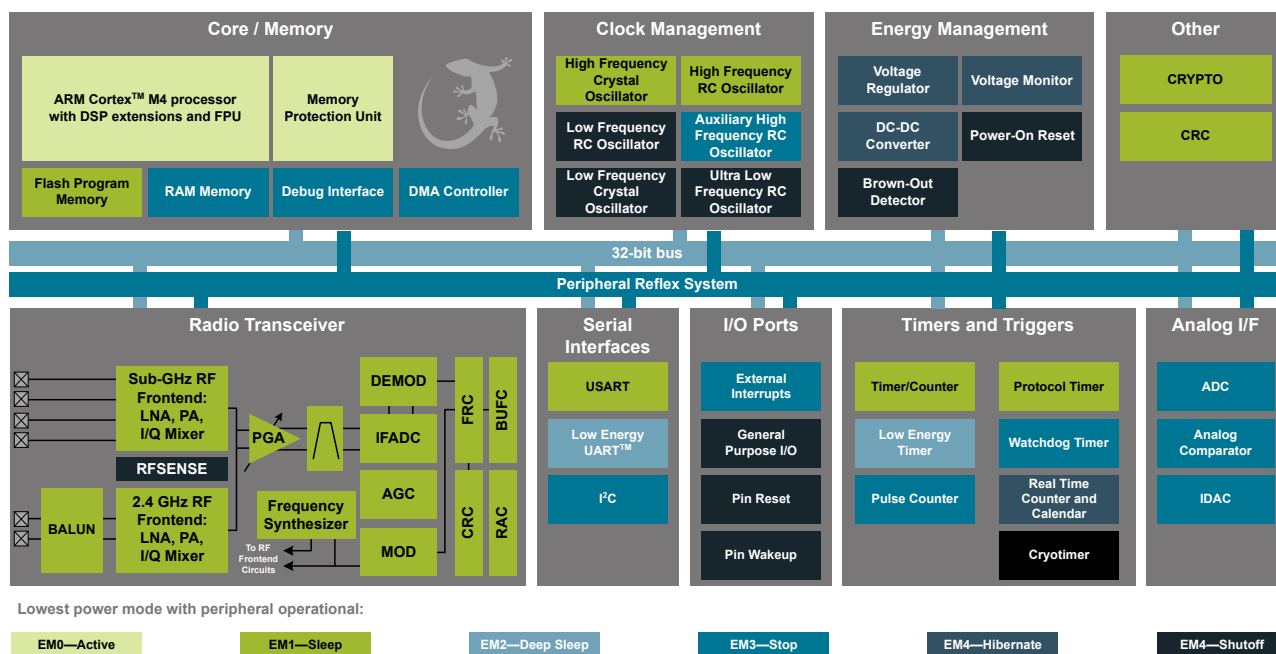 Core / Memory
ARM Cortex™ M4 processor
with DSP extensions and FPU
Memory
Protection Unit
Flash Program
Memory
RAM Memory
Debug Interface
DMA Controller
Clock Management
High Frequency
Crystal
Oscillator
High Frequency
RC Oscillator
Low Frequency
RC Oscillator
Auxiliary High
Frequency RC
Oscillator
Low Frequency
Crystal
Oscillator
Ultra Low
Frequency RC
Oscillator
Energy Management
Voltage
Regulator
Voltage Monitor
DC-DC
Converter
Power-On Reset
Brown-Out
Detector
Other
CRYPTO
CRC
32-bit bus
Peripheral Reflex System
Radio Transceiver
Sub-GHz RF
Frontend:
LNA, PA,
I/Q Mixer
RFSENSE
BALUN
2.4 GHz RF
Frontend:
LNA, PA,
I/Q Mixer
PGA
DEMOD
IFADC
AGC
MOD
Frequency
Synthesizer
To RF
Frontend
Circuits
FRC
BUFC
CRC
RAC
Serial
Interfaces
USART
Low Energy
UART™
I²C
I/O Ports
External
Interrupts
General
Purpose I/O
Pin Reset
Pin Wakeup
Timers and Triggers
Timer/Counter
Protocol Timer
Low Energy
Timer
Watchdog Timer
Pulse Counter
Real Time
Counter and
Calendar
Cryotimer
Analog I/F
ADC
Analog
Comparator
IDAC
Lowest power mode with peripheral operational:
EM0—Active
EM1—Sleep
EM2—Deep Sleep
EM3—Stop
EM4—Hibernate
EM4—Shutoff